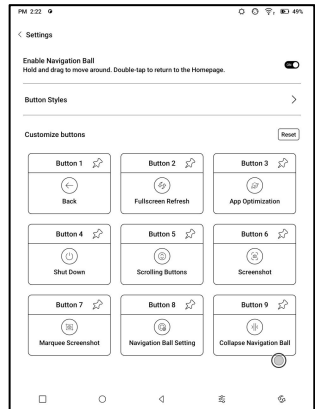 PM 2:22
49%
Settings
Enable Navigation Ball
Hold and drag to move around. Double-tap to return to the Homepage.
ON
Button Styles
Customize buttons
Reset
Button 1
Button 2
Button 3
Back
Fullscreen Refresh
App Optimization
Button 4
Button 5
Button 6
Shut Down
Scrolling Buttons
Screenshot
Button 7
Button 8
Button 9
Marquee Screenshot
Navigation Ball Setting
Collapse Navigation Ball